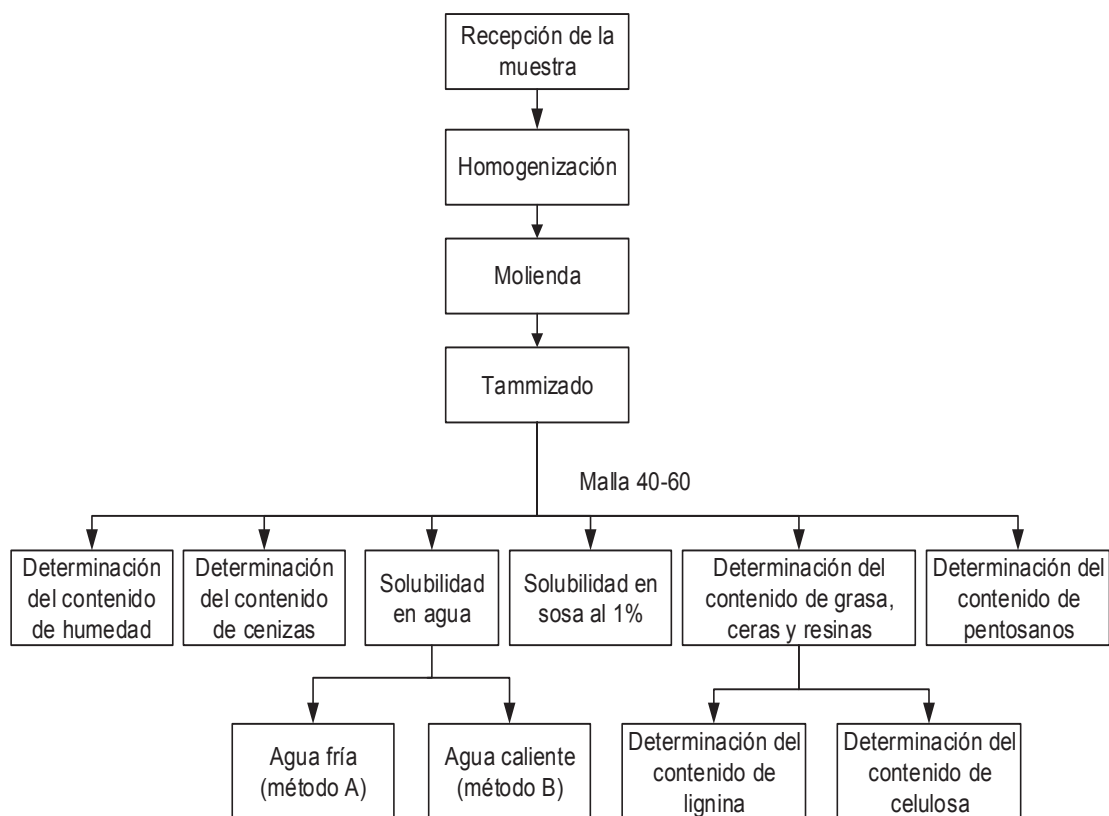 Recepción de la
muestra
Homogenización
Molienda
Tammizado
Malla 40-60
Determinación
del contenido
de humedad
Determinación
del contenido
de cenizas
Solubilidad
en agua
Solubilidad en
sosa al 1%
Determinación del
contenido de grasa,
ceras y resinas
Determinación del
contenido de
pentosanos
Agua fría
(método A)
Agua caliente
(método B)
Determinación del
contenido de
lignina
Determinación del
contenido de
celulosa